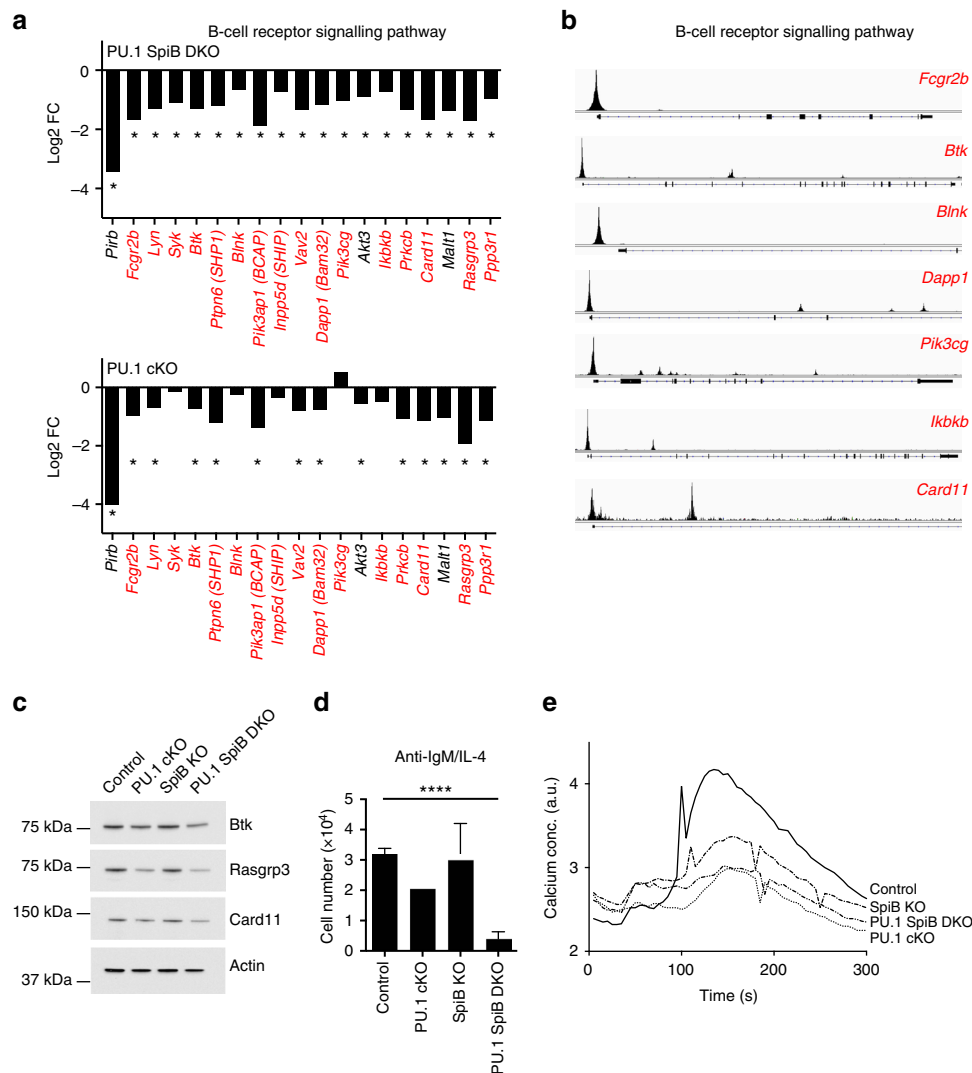 a
B-cell receptor signalling pathway
PU.1 SpiB DKO
Log2 FC
0
–2
–4
* * * * * * * * * * * * * * * * * * *
Pirb
Fcgr2b
Lyn
Syk
Btk
Ptpn6 (SHP1)
Blnk
Pik3ap1 (BCAP)
Inpp5d (SHIP)
Vav2
Dapp1 (Bam32)
Pik3cg
Akt3
Ikbkb
Prkcb
Card11
Malt1
Rasgrp3
Ppp3r1
PU.1 cKO
Log2 FC
0
–2
–4
* * * * * * * * * * * * * *
Pirb
Fcgr2b
Lyn
Syk
Btk
Ptpn6 (SHP1)
Blnk
Pik3ap1 (BCAP)
Inpp5d (SHIP)
Vav2
Dapp1 (Bam32)
Pik3cg
Akt3
Ikbkb
Prkcb
Card11
Malt1
Rasgrp3
Ppp3r1
b
B-cell receptor signalling pathway
Fcgr2b
Btk
Blnk
Dapp1
Pik3cg
Ikbkb
Card11
c
Control
PU.1 cKO
SpiB KO
PU.1 SpiB DKO
75 kDa
Btk
75 kDa
Rasgrp3
150 kDa
Card11
37 kDa
Actin
d
Anti-IgM/IL-4
****
Cell number (×10⁴)
5
4
3
2
1
0
Control
PU.1 cKO
SpiB KO
PU.1 SpiB DKO
e
Calcium conc. (a.u.)
4
3
2
0
100
200
300
Time (s)
Control
SpiB KO
PU.1 SpiB DKO
PU.1 cKO